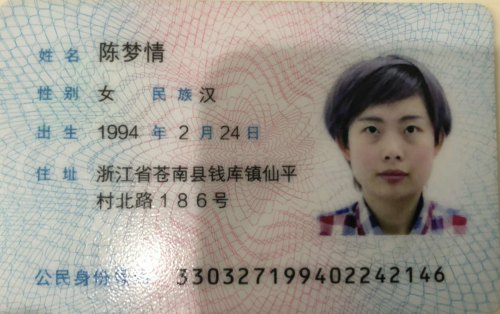 姓名 陈梦情
性别 女 民族 汉
出生 1994 年 2 月 24 日
住址 浙江省苍南县钱库镇仙平
村北路186号
公民身份 330327199402242146